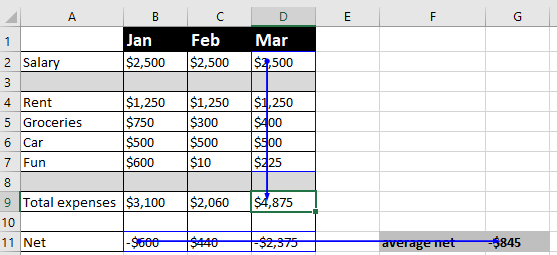 A B C D E F G
1 Jan Feb Mar
2 Salary $2,500 $2,500 $2,500
3
4 Rent $1,250 $1,250 $1,250
5 Groceries $750 $300 $400
6 Car $500 $500 $500
7 Fun $600 $10 $225
8
9 Total expenses $3,100 $2,060 $4,875
10
11 Net -$600 $440 -$2,375 average net -$845